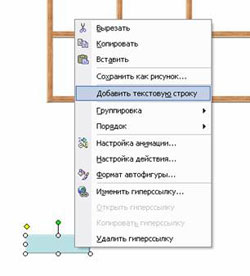 Вырезать
Копировать
Вставить
Сохранить как рисунок...
Добавить текстовую строку
Группировка
Порядок
Настройка анимации...
Настройка действия...
Формат автофигуры...
Изменить гиперссылку...
Открыть гиперссылку
Копировать гиперссылку
Удалить гиперссылку